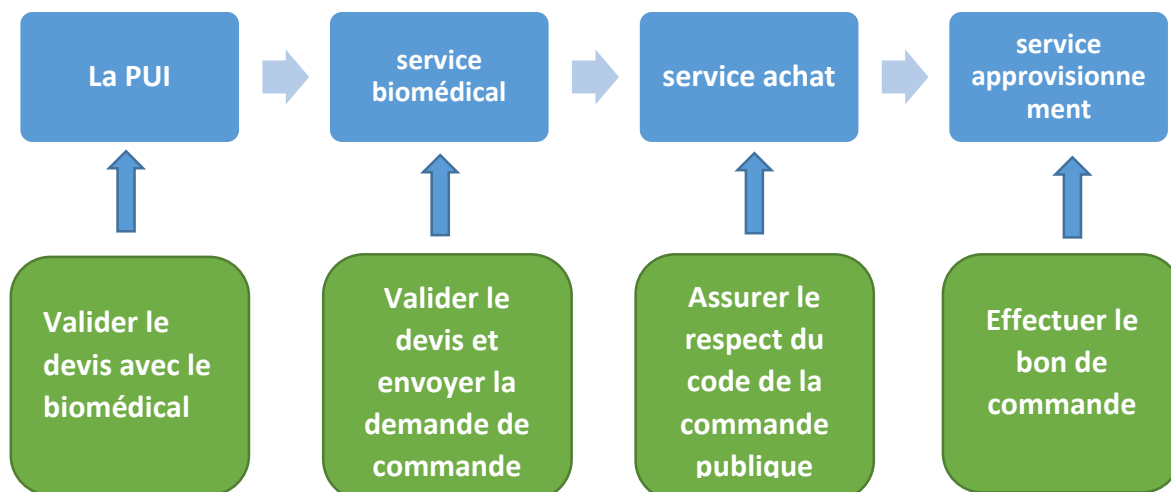 La PUI
service
biomédical
service achat
service
approvisionne
ment
Valider le
devis avec le
biomédical
Valider le
devis et
envoyer la
demande de
commande
Assurer le
respect du
code de la
commande
publique
Effectuer le
bon de
commande